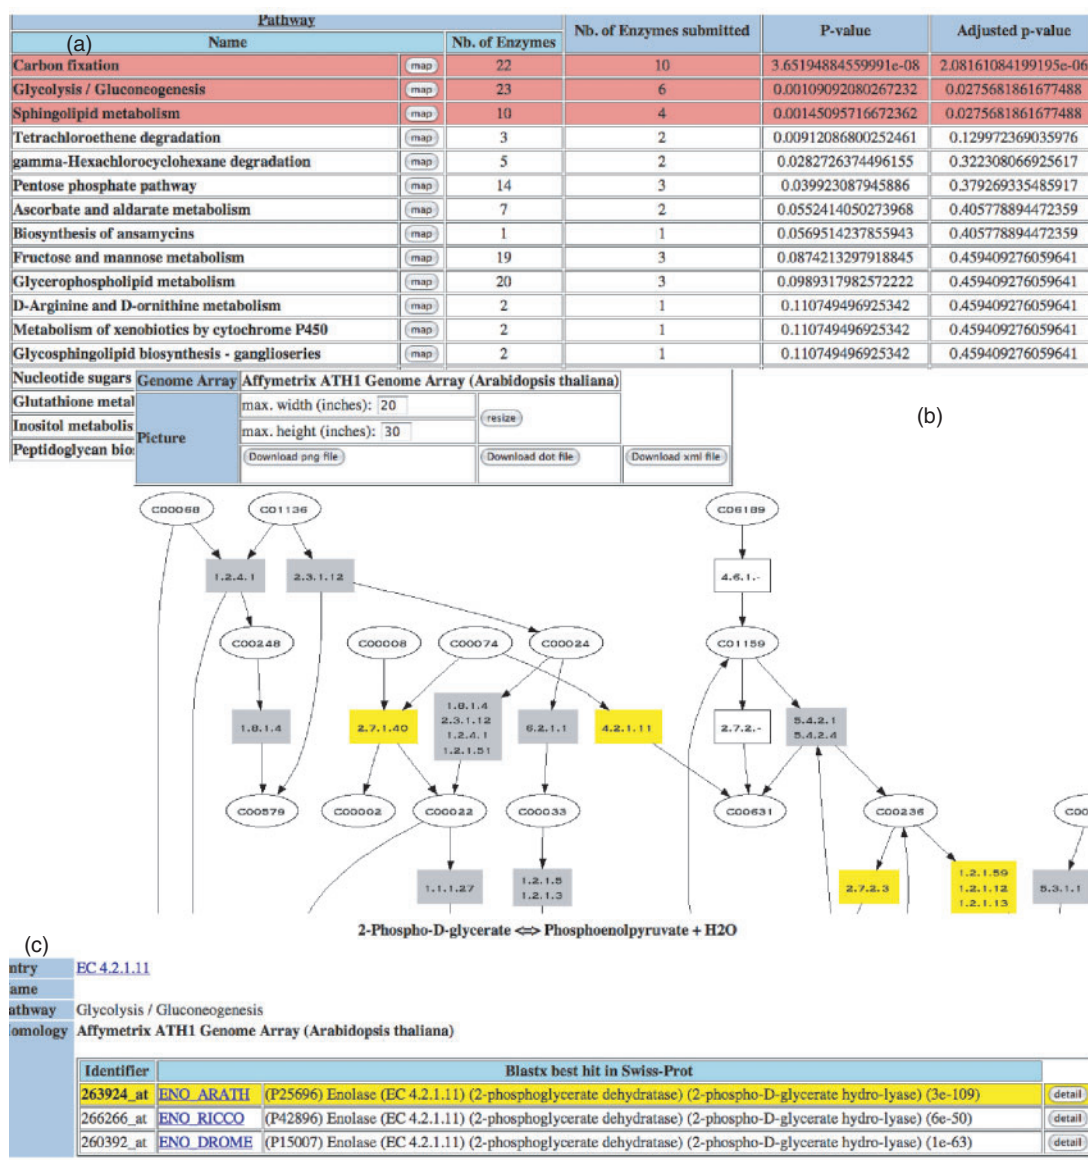 Pathway
Nb. of Enzymes submitted P-value Adjusted p-value
(a) Name Nb. of Enzymes
Carbon fixation map 22 10 3.65194884559991e-08 2.08161084199195e-06
Glycolysis / Gluconeogenesis map 23 6 0.00109092080267232 0.0275681861677488
Sphingolipid metabolism map 10 4 0.00145095716672362 0.0275681861677488
Tetrachloroethene degradation map 3 2 0.00912086800252461 0.129972369035976
gamma-Hexachlorocyclohexane degradation map 5 2 0.0282726374496155 0.322308066925617
Pentose phosphate pathway map 14 3 0.039923087945886 0.379269335485917
Ascorbate and aldarate metabolism map 7 2 0.0552414050273968 0.405778894472359
Biosynthesis of ansamycins map 1 1 0.0569514237855943 0.405778894472359
Fructose and mannose metabolism map 19 3 0.0874213297918845 0.459409276059641
Glycerophospholipid metabolism map 20 3 0.0989317982572222 0.459409276059641
D-Arginine and D-ornithine metabolism map 2 1 0.110749496925342 0.459409276059641
Metabolism of xenobiotics by cytochrome P450 map 2 1 0.110749496925342 0.459409276059641
Glycosphingolipid biosynthesis - ganglioseries map 2 1 0.110749496925342 0.459409276059641
Nucleotide sugars Genome Array Affymetrix ATH1 Genome Array (Arabidopsis thaliana)
Glutathione metal max. width (inches): 20 resize (b)
Inositol metabolis Picture max. height (inches): 30
Peptidoglycan bio Download png file Download dot file Download xml file
C00068 C01136 C06189
1.2.4.1 2.3.1.12 4.6.1.-
C00248 C00008 C00074 C00024 C01159
1.8.1.4 2.7.1.40 1.8.1.4 6.2.1.1 4.2.1.11 2.7.2.- 5.4.2.1
2.3.1.12 5.4.2.4
1.2.4.1
1.2.1.51
C00579 C00002 C00022 C00033 C00631 C00236 C00
1.1.1.27 1.2.1.5 2.7.2.3 1.2.1.59 5.3.1.1
1.2.1.3 1.2.1.12
1.2.1.13
2-Phospho-D-glycerate <=> Phosphoenolpyruvate + H2O
(c)
ntry EC 4.2.1.11
ame
athway Glycolysis / Gluconeogenesis
omology Affymetrix ATH1 Genome Array (Arabidopsis thaliana)
Identifier Blastx best hit in Swiss-Prot
263924_at ENO_ARATH (P25696) Enolase (EC 4.2.1.11) (2-phosphoglycerate dehydratase) (2-phospho-D-glycerate hydro-lyase) (3e-109) detail
266266_at ENO_RICCO (P42896) Enolase (EC 4.2.1.11) (2-phosphoglycerate dehydratase) (2-phospho-D-glycerate hydro-lyase) (6e-50) detail
260392_at ENO_DROME (P15007) Enolase (EC 4.2.1.11) (2-phosphoglycerate dehydratase) (2-phospho-D-glycerate hydro-lyase) (1e-63) detail